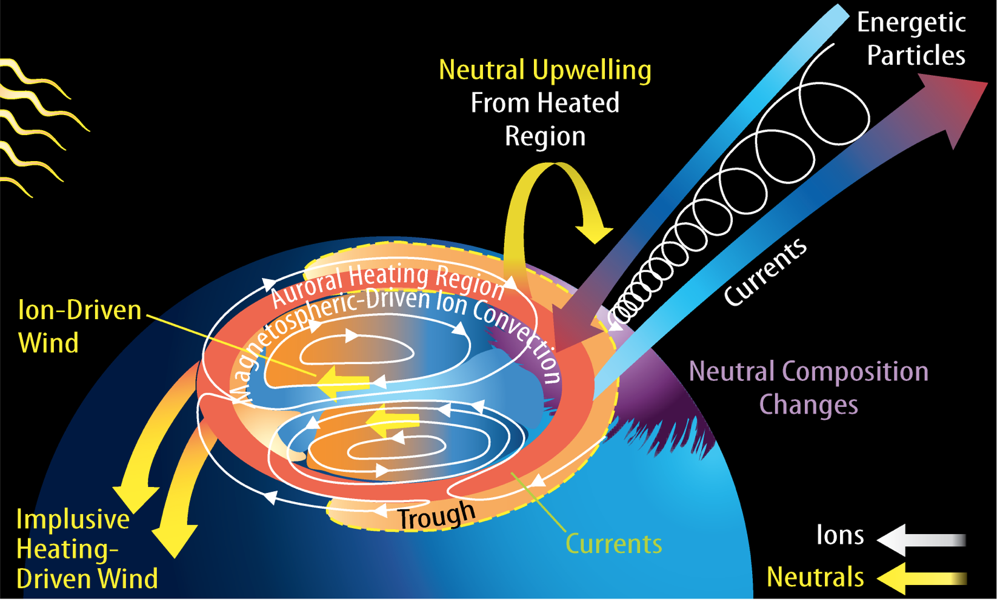 Energetic
Particles
Neutral Upwelling
From Heated
Region
Currents
Auroral Heating Region
Magnetospheric-Driven Ion Convection
Ion-Driven
Wind
Neutral Composition
Changes
Trough
Currents
Implusive
Heating-
Driven Wind
Ions
Neutrals